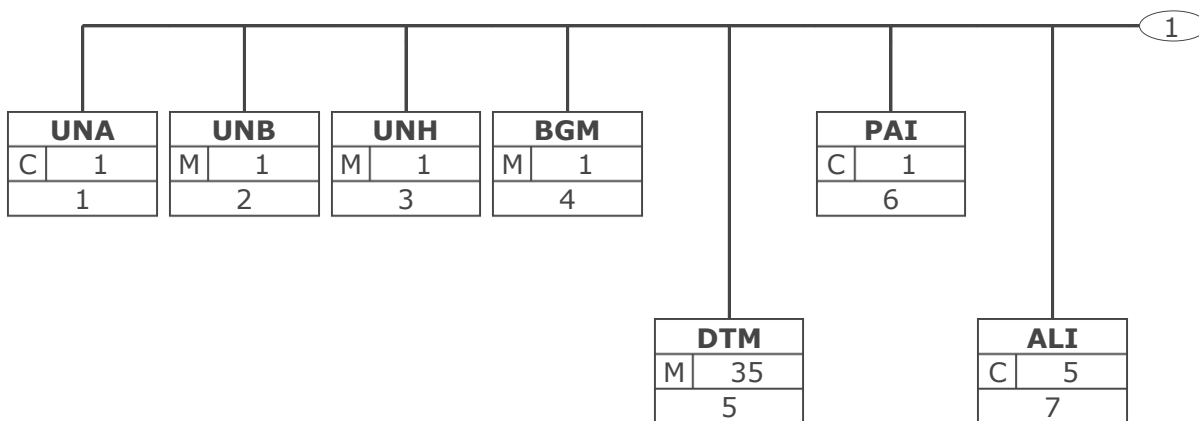 1
UNA UNB UNH BGM PAI
C 1 M 1 M 1 M 1 C 1
1 2 3 4 6
DTM ALI
M 35 C 5
5 7